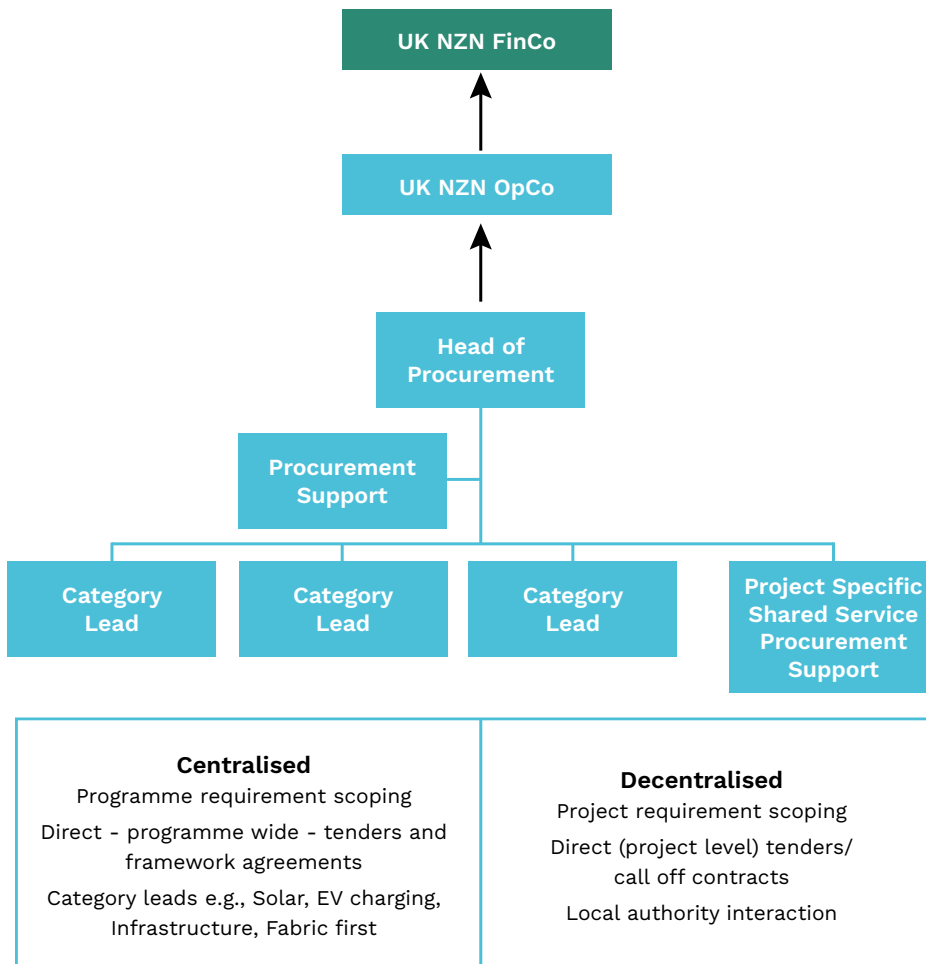 UK NZN FinCo
UK NZN OpCo
Head of
Procurement
Procurement
Support
Category
Lead
Category
Lead
Category
Lead
Project Specific
Shared Service
Procurement
Support
Centralised
Programme requirement scoping
Direct - programme wide - tenders and
framework agreements
Category leads e.g., Solar, EV charging,
Infrastructure, Fabric first
Decentralised
Project requirement scoping
Direct (project level) tenders/
call off contracts
Local authority interaction